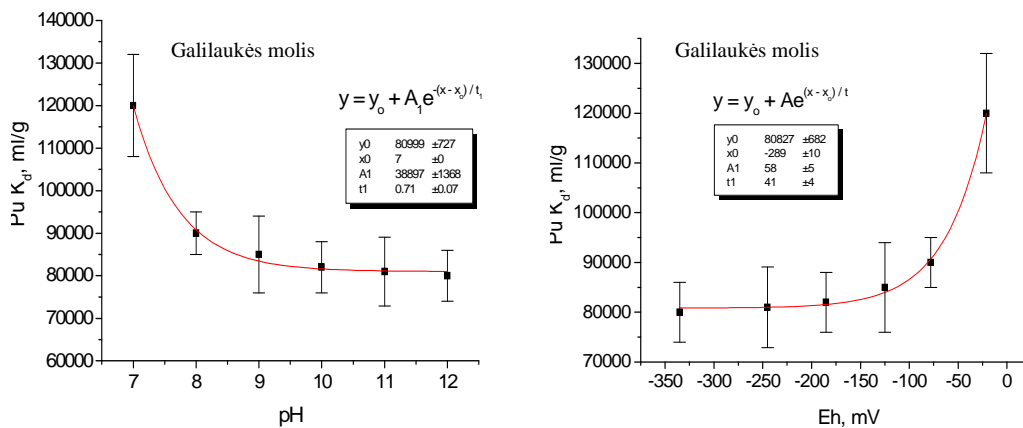 Galilaukės molis
y = y₀ + A₁e^-(x - x₀) / t₁
y0 80999 ±727
x0 7 ±0
A1 38897 ±1368
t1 0.71 ±0.07
Pu K_d, ml/g
140000
130000
120000
110000
100000
90000
80000
70000
60000
7 8 9 10 11 12
pH
Galilaukės molis
y = y₀ + Ae^(x - x₀) / t
y0 80827 ±682
x0 -289 ±10
A1 58 ±5
t1 41 ±4
Pu K_d, ml/g
130000
120000
110000
100000
90000
80000
70000
-350 -300 -250 -200 -150 -100 -50 0
Eh, mV